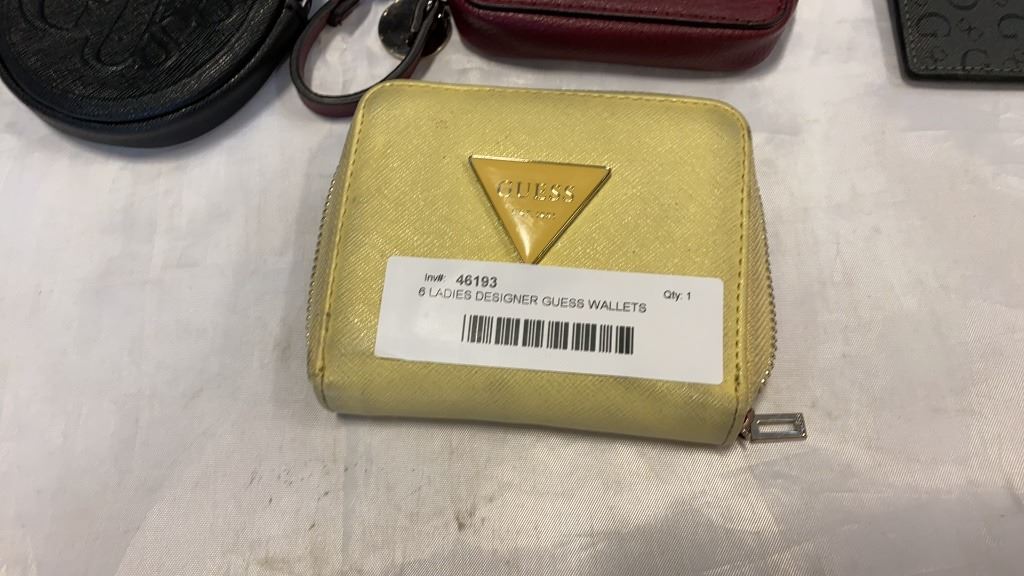 GUESS
Inv#: 46193 Qty: 1
6 LADIES DESIGNER GUESS WALLETS